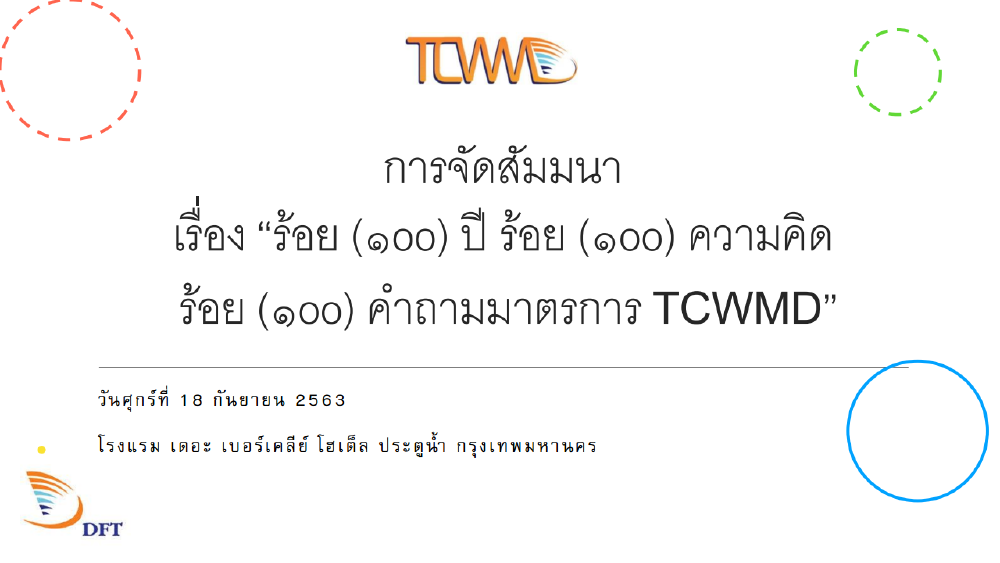 TCWMD
การจัดสัมมนา
เรื่อง “ร้อย (๑๐๐) ปี ร้อย (๑๐๐) ความคิด
ร้อย (๑๐๐) คำถามมาตรการ TCWMD”
วันศุกร์ที่ 18 กันยายน 2563
โรงแรม เดอะ เบอร์เคลีย์ โฮเต็ล ประตูน้ำ กรุงเทพมหานคร
DFT